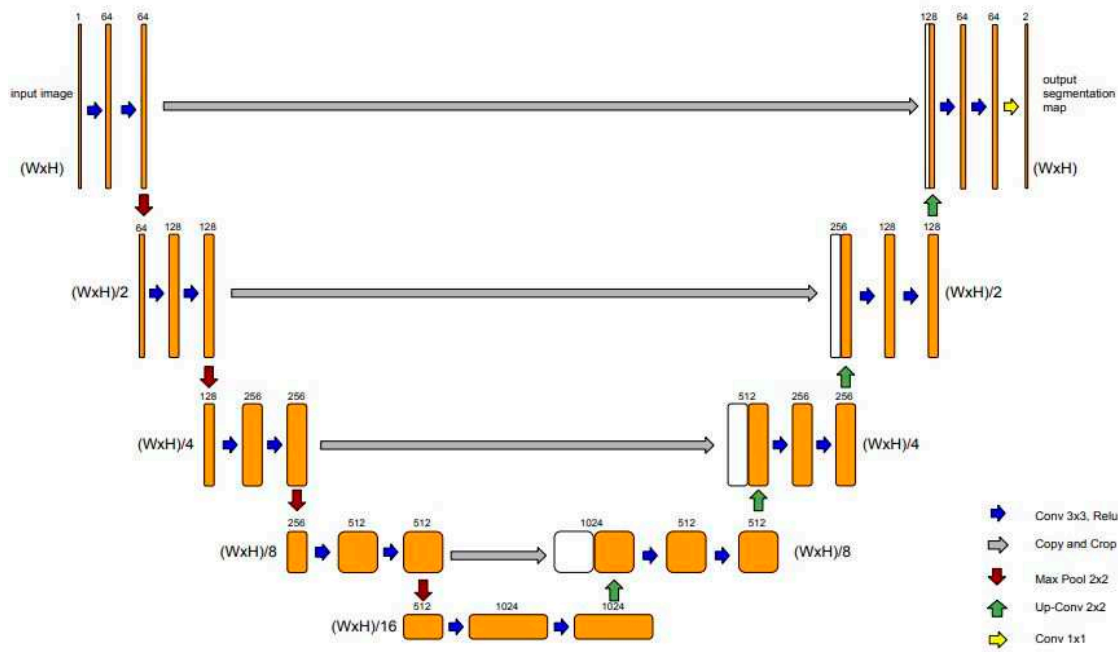 1 64 64 128 64 64 2
input image
output
segmentation
map
(WxH) (WxH)
64 128 128 256 128 128
(WxH)/2 (WxH)/2
128 256 256 512 256 256
(WxH)/4 (WxH)/4
256 512 512 1024 512 512
(WxH)/8 (WxH)/8
512 1024 1024
(WxH)/16
Conv 3x3, Relu
Copy and Crop
Max Pool 2x2
Up-Conv 2x2
Conv 1x1